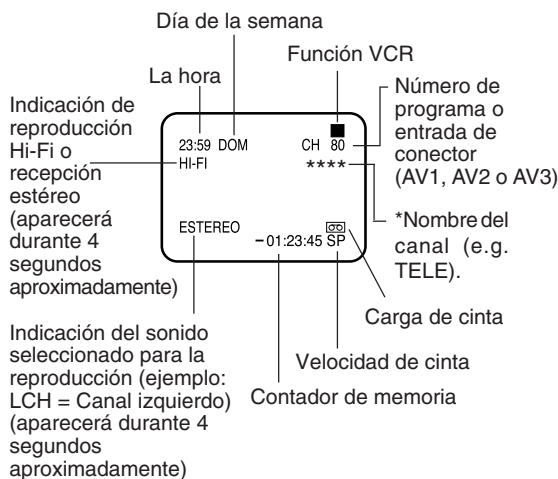 Día de la semana
Función VCR
La hora
Número de
programa o
entrada de
conector
(AV1, AV2 o AV3)
Indicación de
reproducción
Hi-Fi o
recepción
estéreo
(aparecerá
durante 4
segundos
aproximadamente)
23:59 DOM
CH 80
HI-FI
****
*Nombre del
canal (e.g.
TELE).
ESTEREO
–01:23:45 SP
Carga de cinta
Velocidad de cinta
Contador de memoria
Indicación del sonido
seleccionado para la
reproducción (ejemplo:
LCH = Canal izquierdo)
(aparecerá durante 4
segundos
aproximadamente)